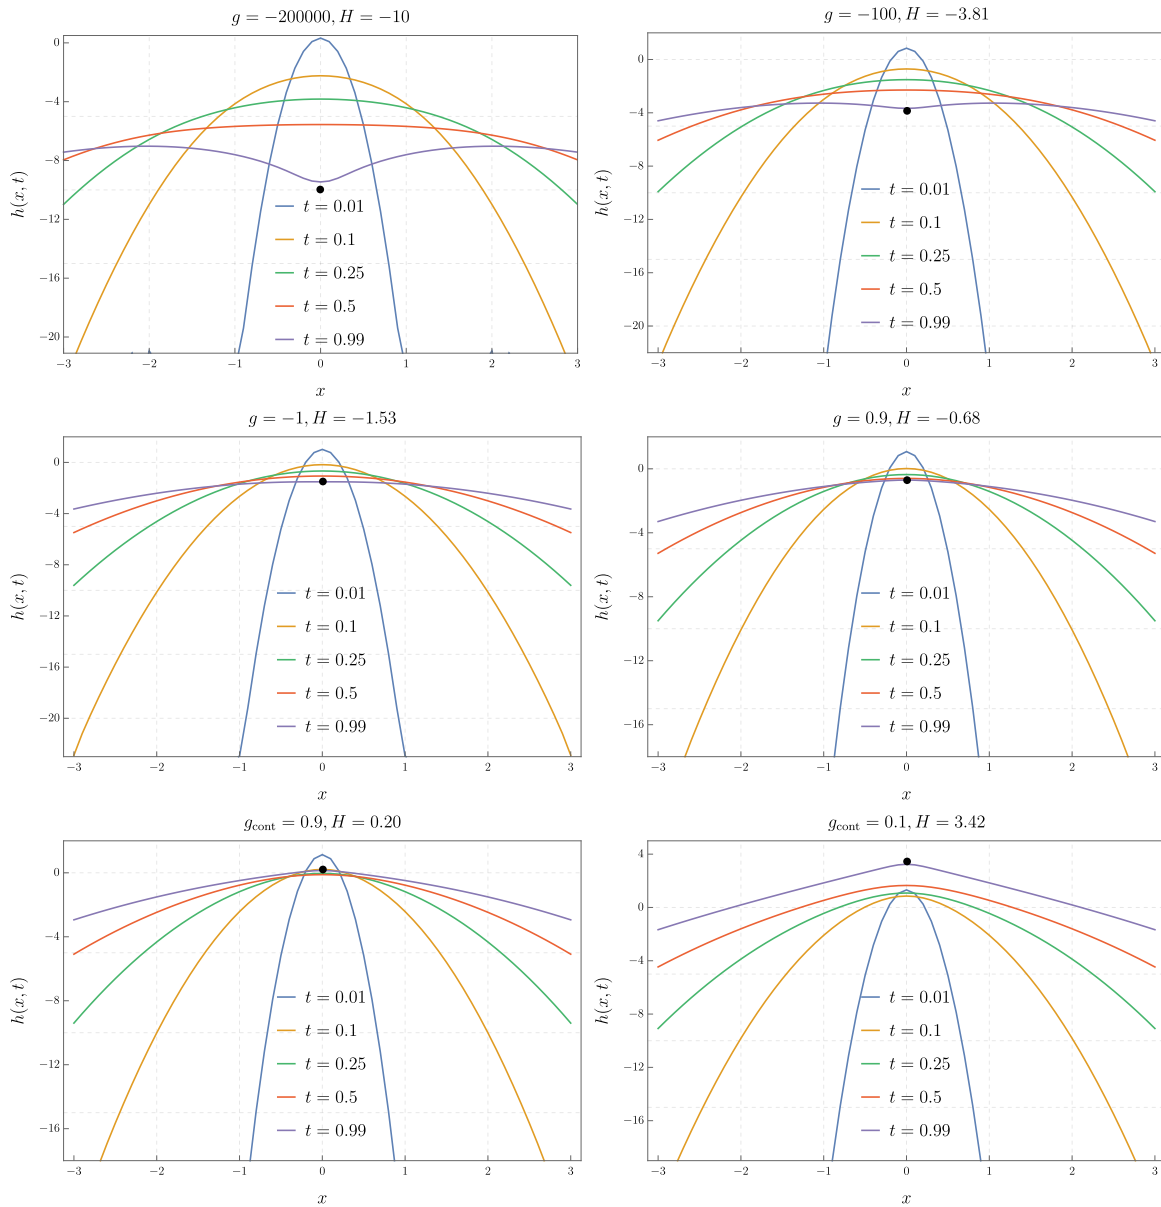 g = −200000, H = −10
h(x, t)
0
−4
−8
−12
−16
−20
t = 0.01
t = 0.1
t = 0.25
t = 0.5
t = 0.99
−3 −2 −1 0 1 2 3
x
g = −100, H = −3.81
h(x, t)
0
−4
−8
−12
−16
−20
t = 0.01
t = 0.1
t = 0.25
t = 0.5
t = 0.99
−3 −2 −1 0 1 2 3
x
g = −1, H = −1.53
h(x, t)
0
−4
−8
−12
−16
−20
t = 0.01
t = 0.1
t = 0.25
t = 0.5
t = 0.99
−3 −2 −1 0 1 2 3
x
g = 0.9, H = −0.68
h(x, t)
0
−4
−8
−12
−16
t = 0.01
t = 0.1
t = 0.25
t = 0.5
t = 0.99
−3 −2 −1 0 1 2 3
x
g_cont = 0.9, H = 0.20
h(x, t)
0
−4
−8
−12
−16
t = 0.01
t = 0.1
t = 0.25
t = 0.5
t = 0.99
−3 −2 −1 0 1 2 3
x
g_cont = 0.1, H = 3.42
h(x, t)
4
0
−4
−8
−12
−16
t = 0.01
t = 0.1
t = 0.25
t = 0.5
t = 0.99
−3 −2 −1 0 1 2 3
x